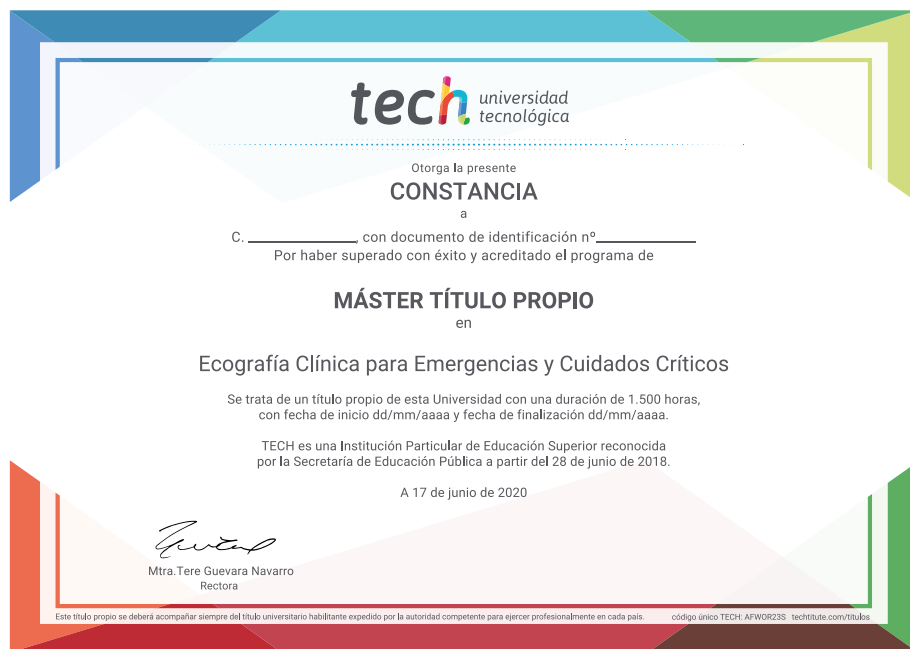 tech universidad
tecnológica
Otorga la presente
CONSTANCIA
a
C. ____________, con documento de identificación nº___________
Por haber superado con éxito y acreditado el programa de
MÁSTER TÍTULO PROPIO
en
Ecografía Clínica para Emergencias y Cuidados Críticos
Se trata de un título propio de esta Universidad con una duración de 1.500 horas,
con fecha de inicio dd/mm/aaaa y fecha de finalización dd/mm/aaaa.
TECH es una Institución Particular de Educación Superior reconocida
por la Secretaría de Educación Pública a partir del 28 de junio de 2018.
A 17 de junio de 2020
Mtra.Tere Guevara Navarro
Rectora
Este título propio se deberá acompañar siempre del título universitario habilitante expedido por la autoridad competente para ejercer profesionalmente en cada país. código único TECH: AFWOR23S techtitute.com/titulos